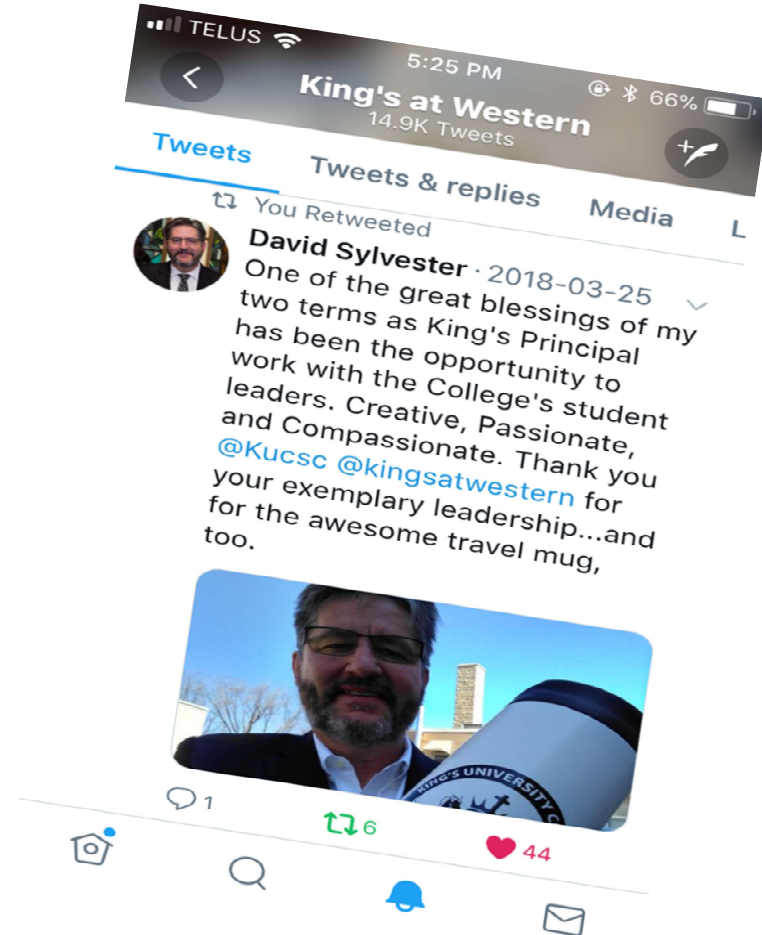 TELUS 5:25 PM 66%
King's at Western
14.9K Tweets
Tweets Tweets & replies Media L
You Retweeted
David Sylvester · 2018-03-25
One of the great blessings of my
two terms as King's Principal
has been the opportunity to
work with the College's student
leaders. Creative, Passionate,
and Compassionate. Thank you
@Kucsc @kingsatwestern for
your exemplary leadership...and
for the awesome travel mug,
too.
KING'S UNIVERSITY C
1 6 44